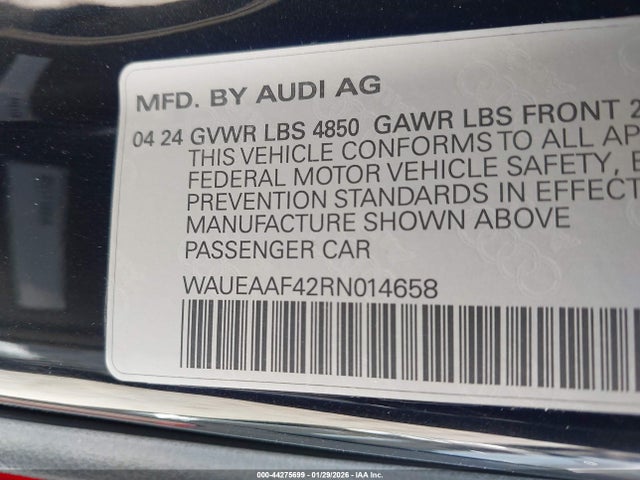 MFD. BY AUDI AG
04 24 GVWR LBS 4850 GAWR LBS FRONT 2
THIS VEHICLE CONFORMS TO ALL AP
FEDERAL MOTOR VEHICLE SAFETY, B
PREVENTION STANDARDS IN EFFECT
MANUFACTURE SHOWN ABOVE
PASSENGER CAR
WAUEAAF42RN014658
000-44275699 | 01/29/2026 - IAA, Inc.